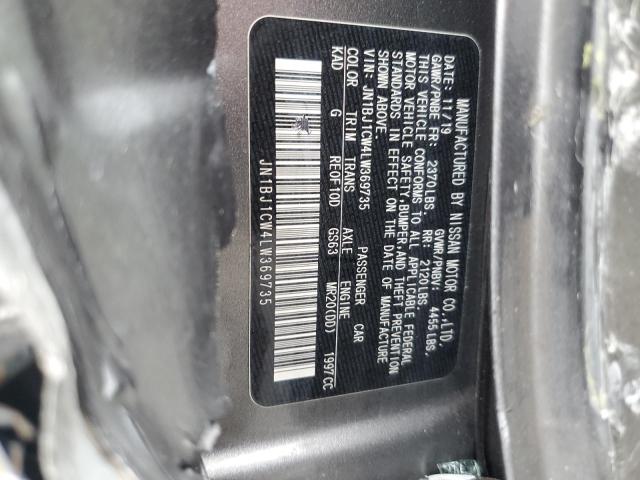 MANUFACTURED BY NISSAN MOTOR CO.,LTD.
DATE: 11/19 GVWR/PNBV: 4455LBS,
GAWR/PNBE FR: 2370LBS, RR: 2120LBS
THIS VEHICLE CONFORMS TO ALL APPLICABLE FEDERAL
MOTOR VEHICLE SAFETY,BUMPER,AND THEFT PREVENTION
STANDARDS IN EFFECT ON THE DATE OF MANUFACTURE
SHOWN ABOVE.
VIN: JN1BJ1CW4LW369735 PASSENGER CAR
COLOR TRIM TRANS AXLE ENGINE
KAD G RE0F10D GS63 MR20(DD) 1997CC
JN1BJ1CW4LW369735